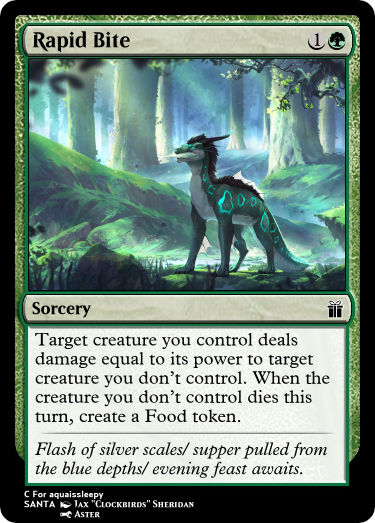 Rapid Bite 1
Sorcery
Target creature you control deals
damage equal to its power to target
creature you don't control. When the
creature you don't control dies this
turn, create a Food token.
Flash of silver scales/ supper pulled from
the blue depths/ evening feast awaits.
C For aquaissleepy
SANTA Jax "Clockbirds" Sheridan
Aster